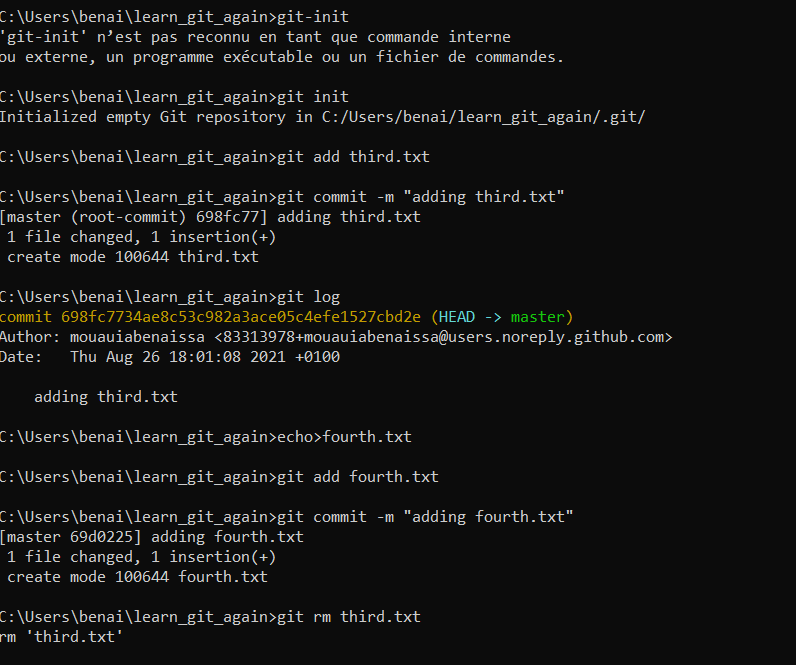 C:\Users\benai\learn_git_again>git-init
'git-init' n’est pas reconnu en tant que commande interne
ou externe, un programme exécutable ou un fichier de commandes.
C:\Users\benai\learn_git_again>git init
Initialized empty Git repository in C:/Users/benai/learn_git_again/.git/
C:\Users\benai\learn_git_again>git add third.txt
C:\Users\benai\learn_git_again>git commit -m "adding third.txt"
[master (root-commit) 698fc77] adding third.txt
1 file changed, 1 insertion(+)
create mode 100644 third.txt
C:\Users\benai\learn_git_again>git log
commit 698fc7734ae8c53c982a3ace05c4efe1527cbd2e (HEAD -> master)
Author: mouauiabenaissa <83313978+mouauiabenaissa@users.noreply.github.com>
Date:   Thu Aug 26 18:01:08 2021 +0100
adding third.txt
C:\Users\benai\learn_git_again>echo>fourth.txt
C:\Users\benai\learn_git_again>git add fourth.txt
C:\Users\benai\learn_git_again>git commit -m "adding fourth.txt"
[master 69d0225] adding fourth.txt
1 file changed, 1 insertion(+)
create mode 100644 fourth.txt
C:\Users\benai\learn_git_again>git rm third.txt
rm 'third.txt'